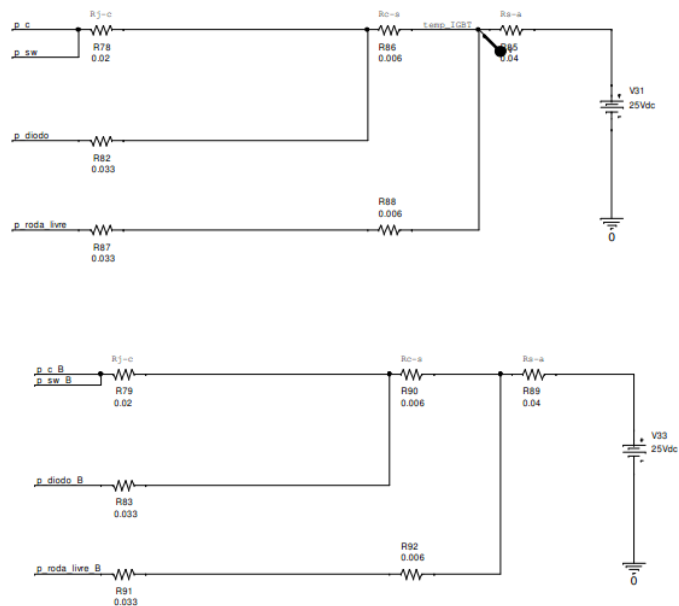 Rj-c
Rc-s
Rs-a
p_c
temp_IGBT
R78
0.02
R86
0.006
R85
0.04
p_sw
V31
25Vdc
p_diodo
R82
0.033
p_roda_livre
R88
0.006
R87
0.033
0
Rj-c
Rc-s
Rs-a
p_c_B
p_sw_B
R79
0.02
R90
0.006
R89
0.04
V33
25Vdc
p_diodo_B
R83
0.033
p_roda_livre_B
R92
0.006
R91
0.033
0